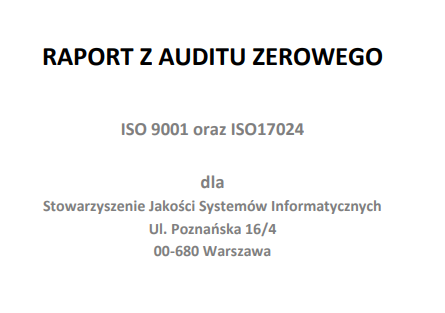 RAPORT Z AUDITU ZEROWEGO
ISO 9001 oraz ISO17024
dla
Stowarzyszenie Jakości Systemów Informatycznych
Ul. Poznańska 16/4
00-680 Warszawa